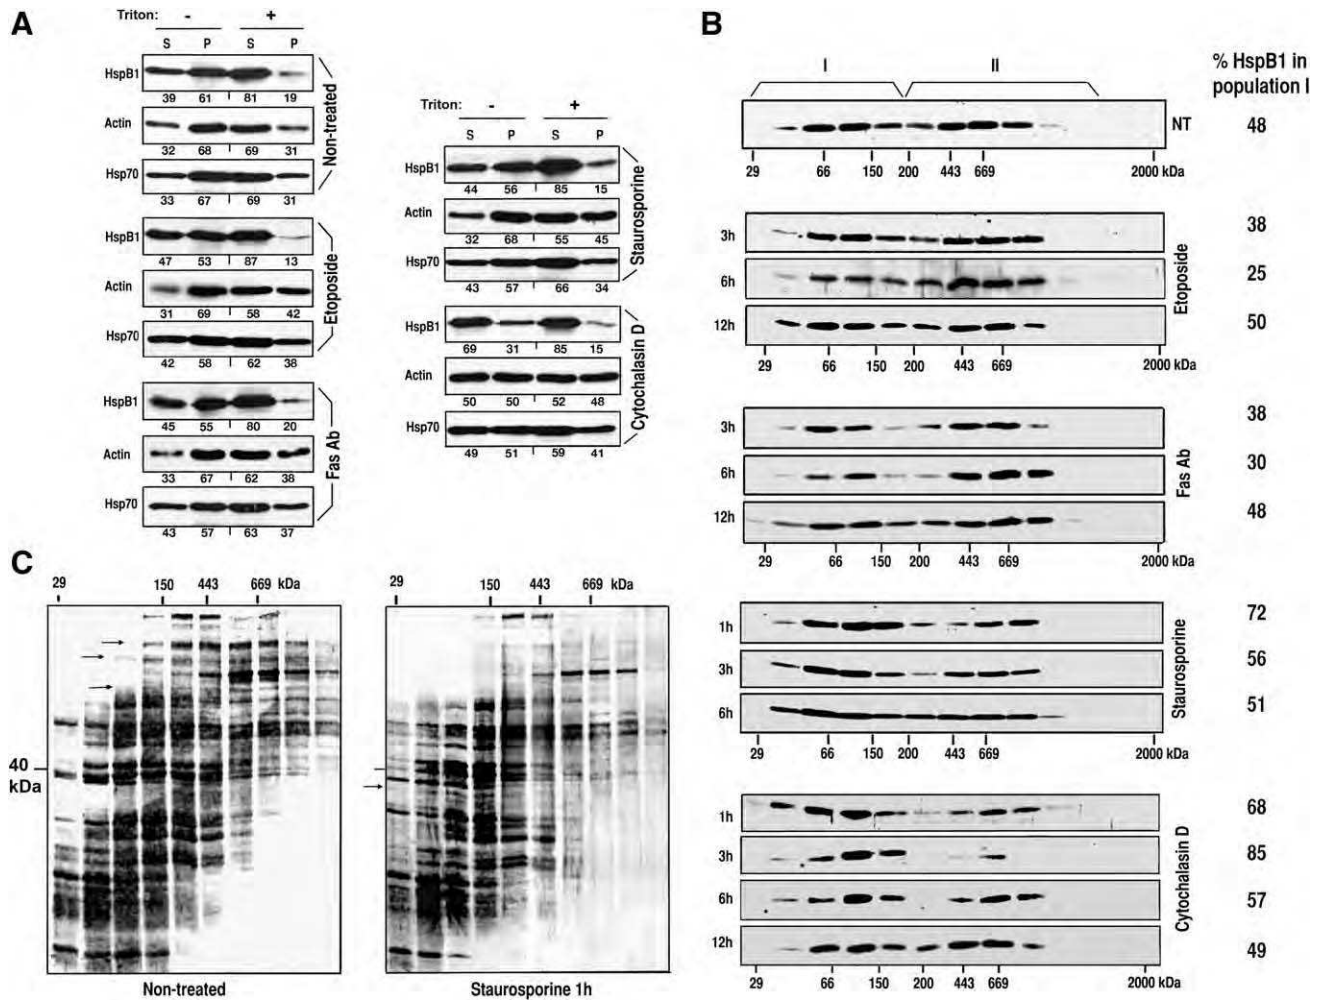 A
Triton: - +
S P S P
HspB1
39 61 81 19
Actin
32 68 69 31
Hsp70
33 67 69 31
Non-treated
HspB1
47 53 87 13
Actin
31 69 58 42
Hsp70
42 58 62 38
Etoposide
HspB1
45 55 80 20
Actin
33 67 62 38
Hsp70
43 57 63 37
Fas Ab
Triton: - +
S P S P
HspB1
44 56 85 15
Actin
32 68 55 45
Hsp70
43 57 66 34
Staurosporine
HspB1
69 31 85 15
Actin
50 50 52 48
Hsp70
49 51 59 41
Cytochalasin D
B
I II
% HspB1 in
population I
NT 48
29 66 150 200 443 669 2000 kDa
3h 38
6h 25
12h 50
Etoposide
29 66 150 200 443 669 2000 kDa
3h 38
6h 30
12h 48
Fas Ab
29 66 150 200 443 669 2000 kDa
1h 72
3h 56
6h 51
Staurosporine
29 66 150 200 443 669 2000 kDa
1h 68
3h 85
6h 57
12h 49
Cytochalasin D
29 66 150 200 443 669 2000 kDa
C
29 150 443 669 kDa
40
kDa
Non-treated
29 150 443 669 kDa
Staurosporine 1h